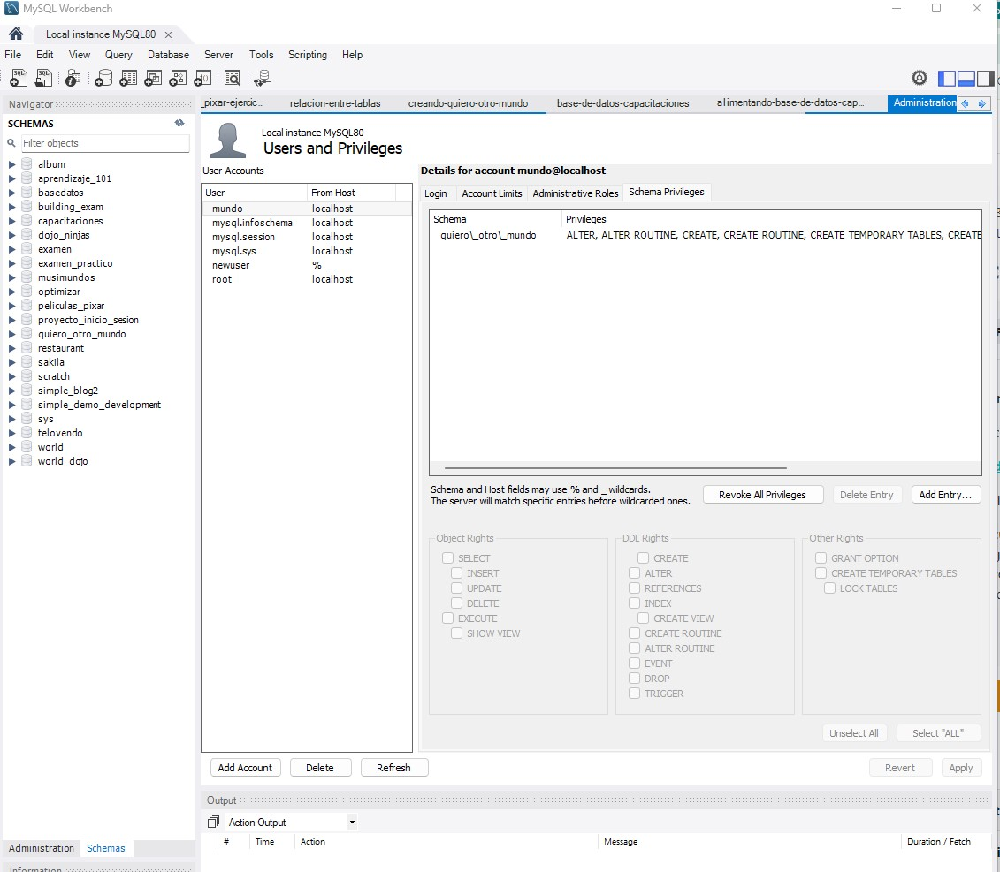 MySQL Workbench
Local instance MySQL80
File Edit View Query Database Server Tools Scripting Help
Navigator
SCHEMAS
Filter objects
album
aprendizaje_101
basedatos
building_exam
capacitaciones
dojo_ninjas
examen
examen_practico
musimundos
optimizar
peliculas_pixar
proyecto_inicio_sesion
quiero_otro_mundo
restaurant
sakila
scratch
simple_blog2
simple_demo_development
sys
telovendo
world
world_dojo
Administration Schemas
Information
_pixar-ejercic... relacion-entre-tablas creando-quiero-otro-mundo base-de-datos-capacitaciones alimentando-base-de-datos-cap... Administration
Local instance MySQL80
Users and Privileges
User Accounts
User From Host
mundo localhost
mysql.infoschema localhost
mysql.session localhost
mysql.sys localhost
newuser %
root localhost
Details for account mundo@localhost
Login Account Limits Administrative Roles Schema Privileges
Schema Privileges
quiero\_otro\_mundo ALTER, ALTER ROUTINE, CREATE, CREATE ROUTINE, CREATE TEMPORARY TABLES, CREATE
Schema and Host fields may use % and _ wildcards.
The server will match specific entries before wildcarded ones.
Revoke All Privileges Delete Entry Add Entry...
Object Rights
SELECT
INSERT
UPDATE
DELETE
EXECUTE
SHOW VIEW
DDL Rights
CREATE
ALTER
REFERENCES
INDEX
CREATE VIEW
CREATE ROUTINE
ALTER ROUTINE
EVENT
DROP
TRIGGER
Other Rights
GRANT OPTION
CREATE TEMPORARY TABLES
LOCK TABLES
Unselect All Select "ALL"
Add Account Delete Refresh Revert Apply
Output
Action Output
# Time Action Message Duration / Fetch